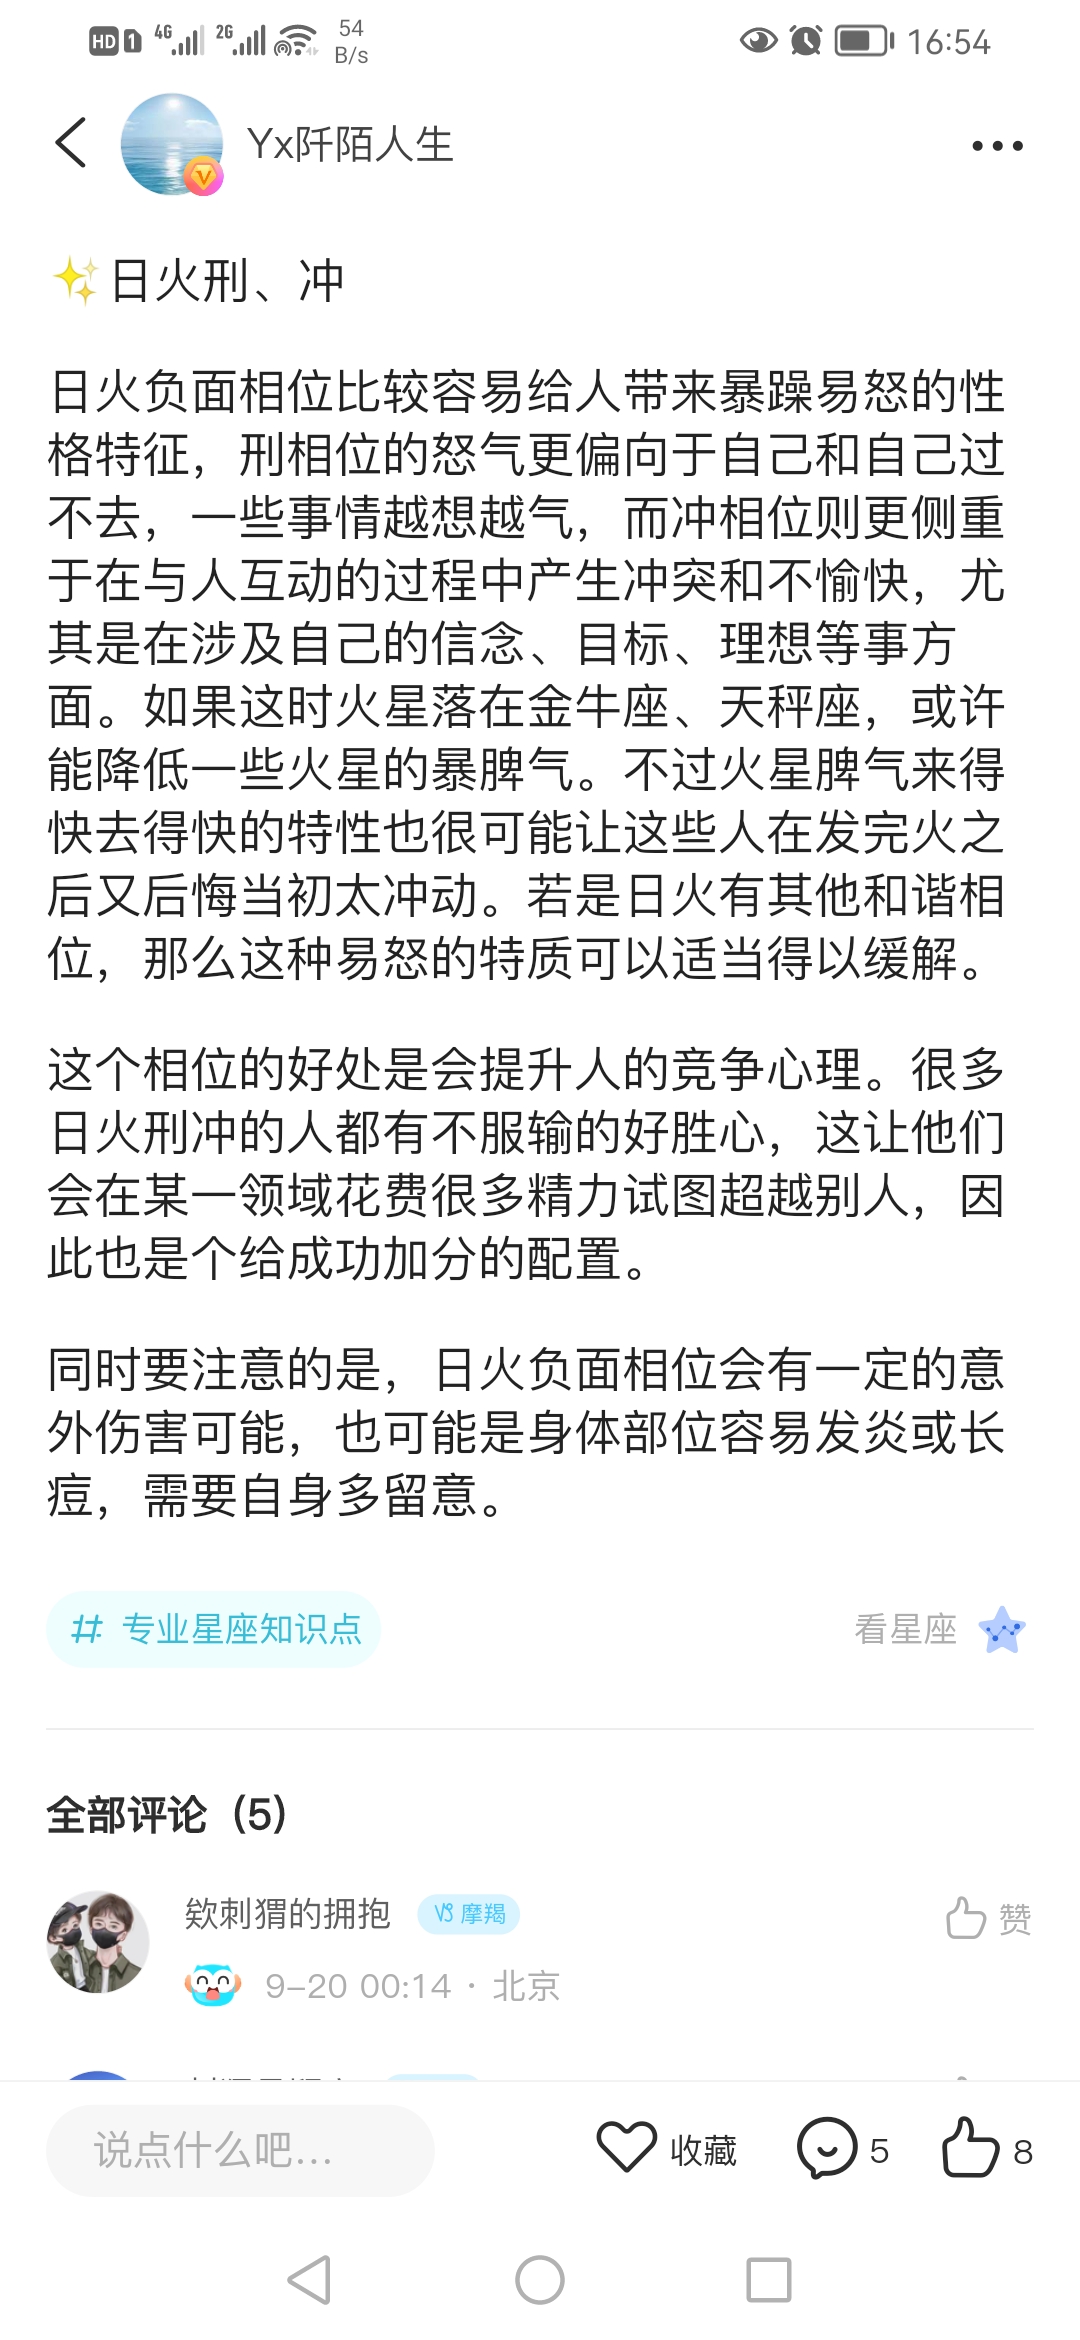 HD 1 4G 2G 54 B/s 16:54
Yx阡陌人生
✨日火刑、冲
日火负面相位比较容易给人带来暴躁易怒的性
格特征，刑相位的怒气更偏向于自己和自己过
不去，一些事情越想越气，而冲相位则更侧重
于在与人互动的过程中产生冲突和不愉快，尤
其是在涉及自己的信念、目标、理想等事方
面。如果这时火星落在金牛座、天秤座，或许
能降低一些火星的暴脾气。不过火星脾气来得
快去得快的特性也很可能让这些人在发完火之
后又后悔当初太冲动。若是日火有其他和谐相
位，那么这种易怒的特质可以适当得以缓解。
这个相位的好处是会提升人的竞争心理。很多
日火刑冲的人都有不服输的好胜心，这让他们
会在某一领域花费很多精力试图超越别人，因
此也是个给成功加分的配置。
同时要注意的是，日火负面相位会有一定的意
外伤害可能，也可能是身体部位容易发炎或长
痘，需要自身多留意。
# 专业星座知识点
看星座
全部评论（5）
欸刺猬的拥抱 ♑ 摩羯
赞
9-20 00:14 · 北京
说点什么吧...
收藏
5
8